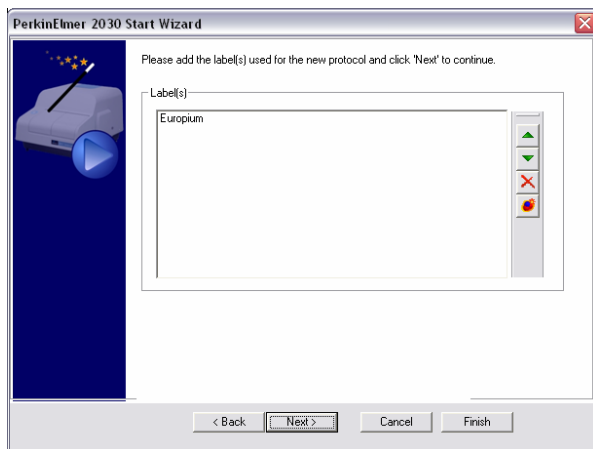 PerkinElmer 2030 Start Wizard
Please add the label(s) used for the new protocol and click 'Next' to continue.
Label(s)
Europium
< Back Next > Cancel Finish